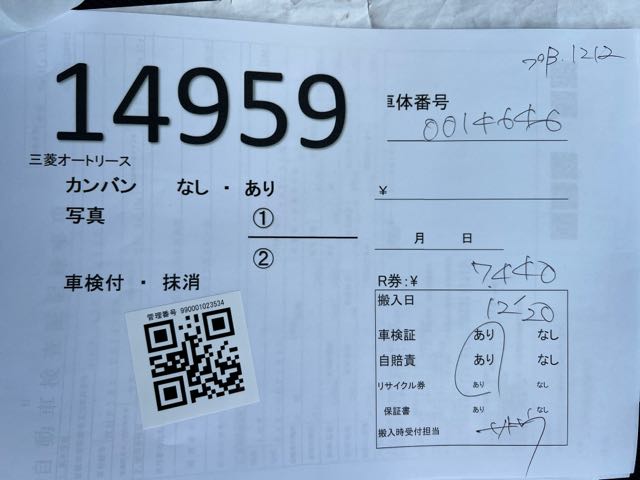 14959
三菱オートリース
カンバン なし ・ あり
写真 ①
②
車検付 ・ 抹消
管理番号 990001023534
12.12
車体番号
0014646
¥
月 日
R券:¥ 7440
搬入日 12/20
車検証 あり なし
自賠責 あり なし
リサイクル券 あり なし
保証書 あり なし
搬入時受付担当